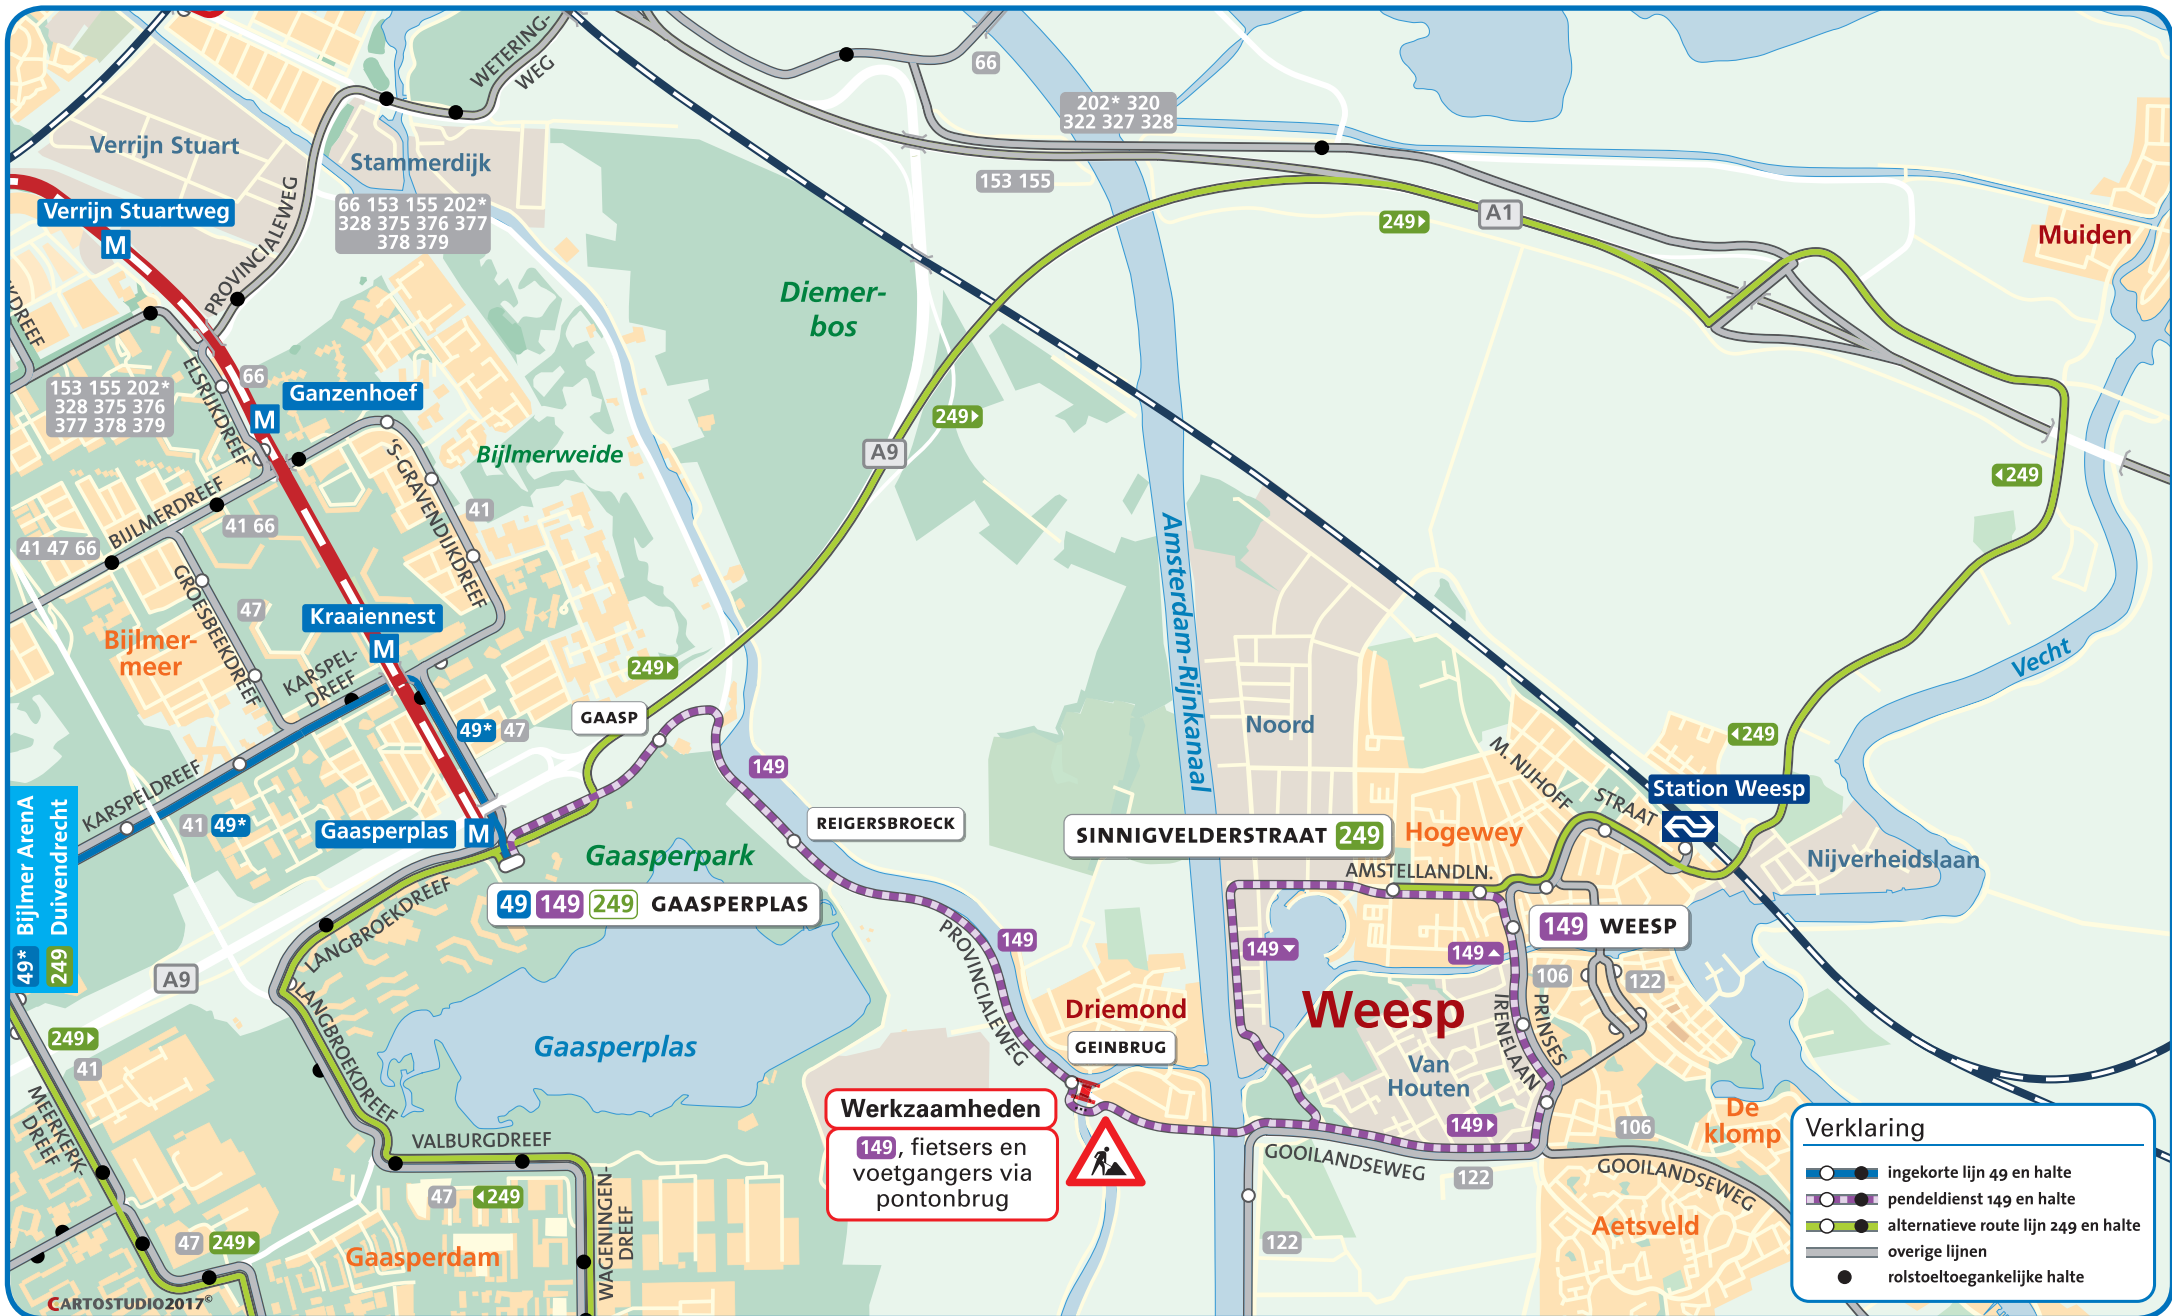 WETERING-
WEG
66
202* 320
322 327 328
153 155
Verrijn Stuart
Stammerdijk
66 153 155 202*
328 375 376 377
378 379
Verrijn Stuartweg
M
PROVINCIALEWEG
249
A1
Muiden
Diemer-
bos
KDREEF
153 155 202*
328 375 376
377 378 379
ELSRIJKDREEF
66
M
Ganzenhoef
'S-GRAVENDIJKDREEF
Bijlmerweide
249
A9
249
41
BIJLMERDREEF
41 66
41 47 66
GROESBEEKDREEF
47
Kraaiennest
M
Bijlmer-
meer
KARSPEL-
DREEF
Amsterdam-Rijnkanaal
Vecht
249
GAASP
49* 47
Noord
249
M. NIJHOFF
STRAAT
Station Weesp
149
KARSPELDREEF
41 49*
Gaasperplas
M
REIGERSBROECK
SINNIGVELDERSTRAAT 249
Hogewey
Nijverheidslaan
Gaasperpark
AMSTELLANDLN.
49* Bijlmer ArenA
249 Duivendrecht
49 149 249 GAASPERPLAS
LANGBROEKDREEF
149
PROVINCIALEWEG
149
149
149 WEESP
A9
106
122
LANGBROEKDREEF
Driemond
Weesp
PRINSES
IRENELAAN
249
41
Gaasperplas
GEINBRUG
Van
Houten
MEERKERK-
DREEF
Werkzaamheden
149, fietsers en
voetgangers via
pontonbrug
De
klomp
149
106
VALBURGDREEF
GOOILANDSEWEG
122
GOOILANDSEWEG
47
249
WAGENINGEN-
DREEF
Aetsveld
47 249
Gaasperdam
122
CARTOSTUDIO2017©
Verklaring
ingekorte lijn 49 en halte
pendeldienst 149 en halte
alternatieve route lijn 249 en halte
overige lijnen
rolstoeltoegankelijke halte